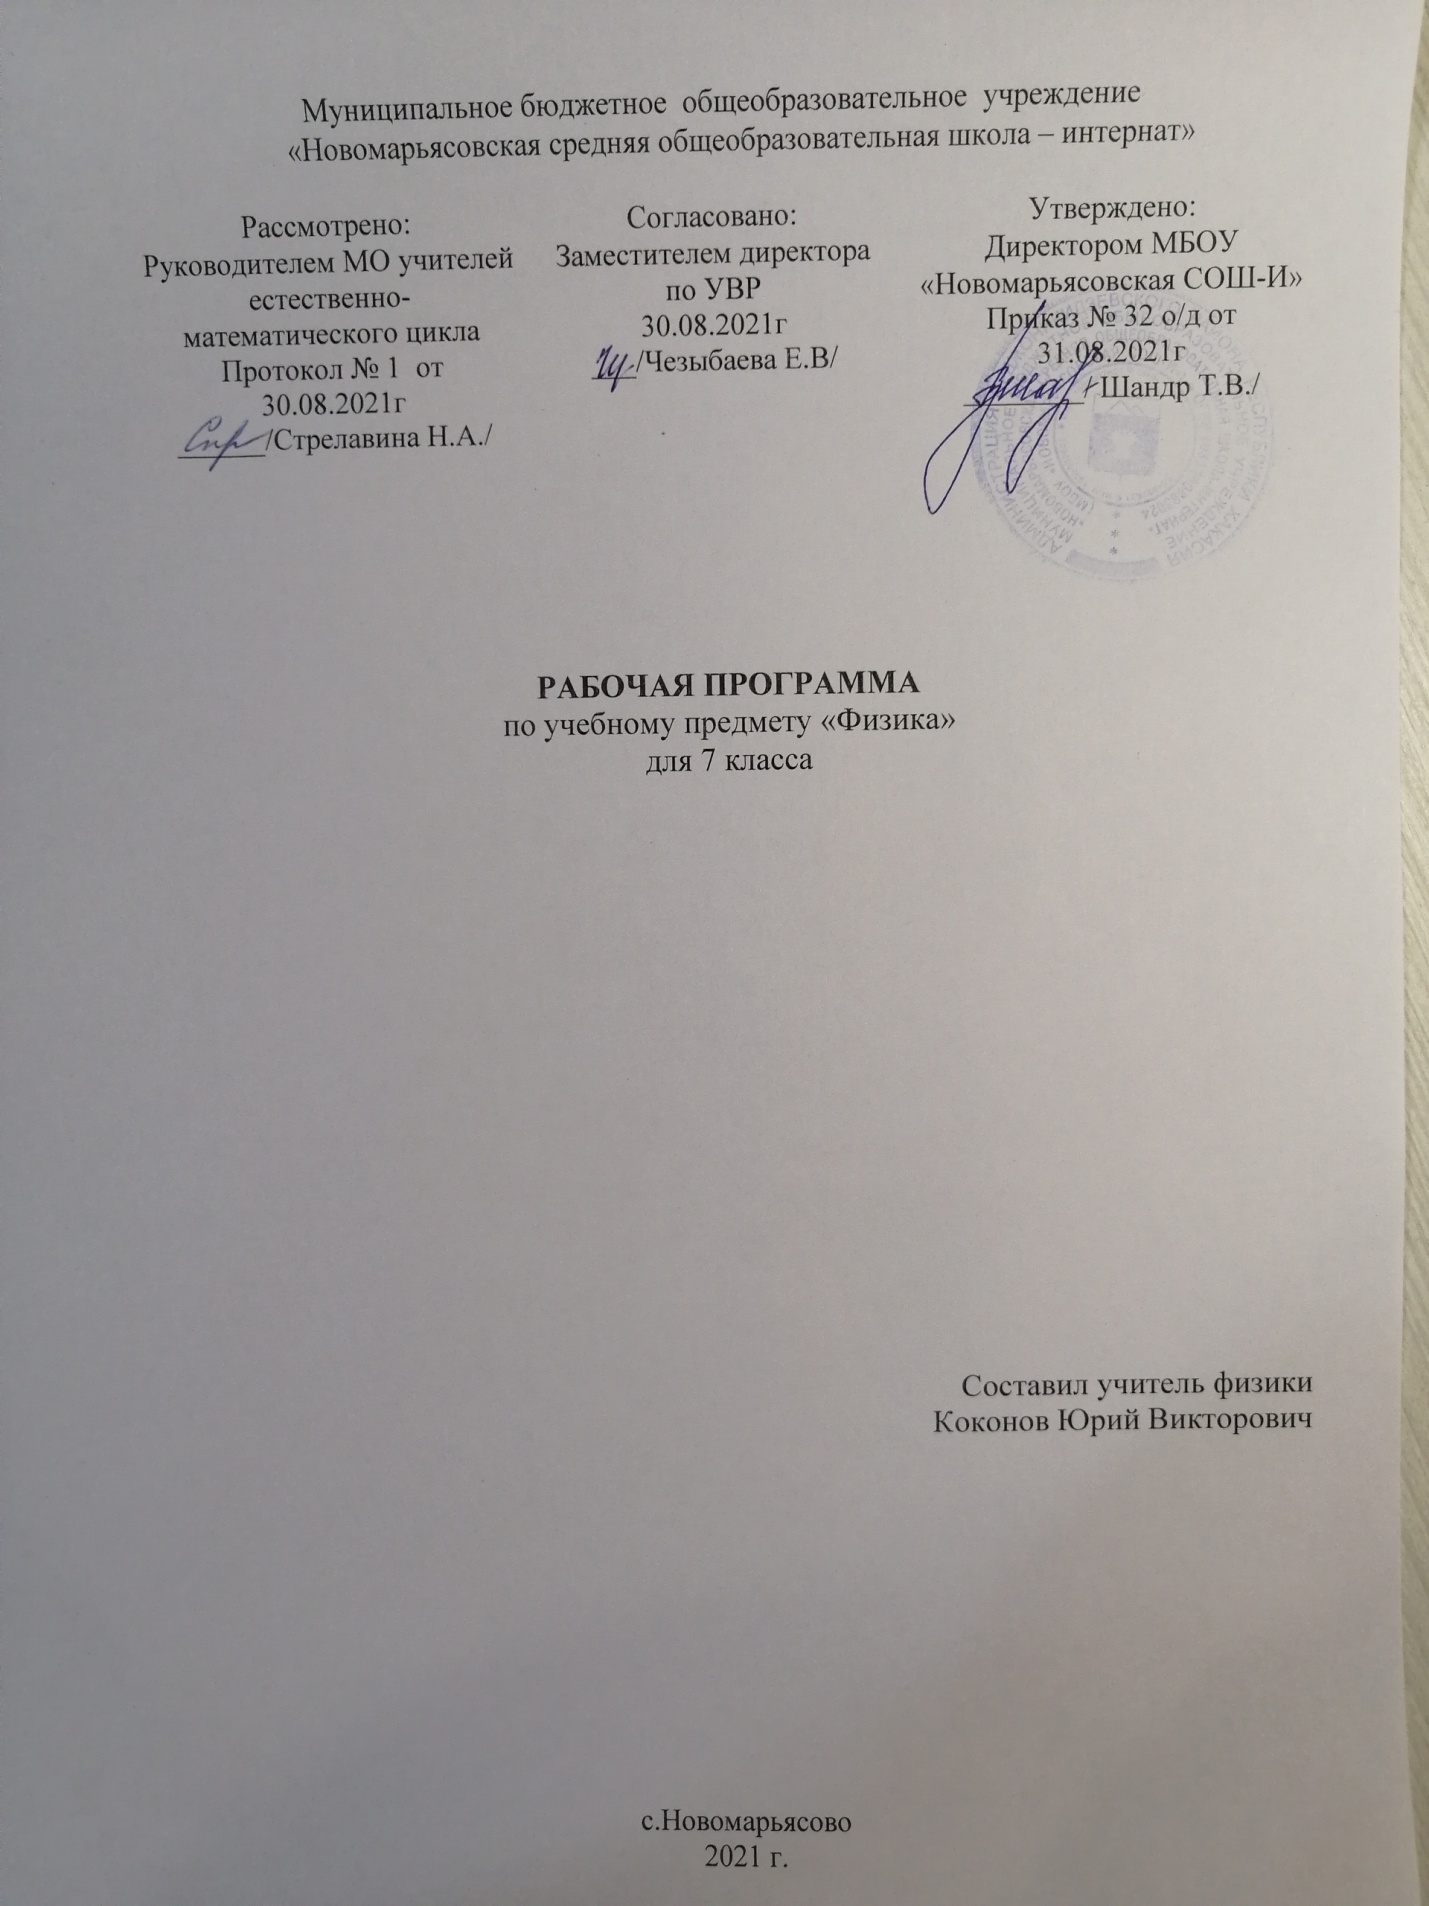 Муниципальное бюджетное  общеобразовательное  учреждение
«Новомарьясовская средняя общеобразовательная школа – интернат»
Рассмотрено:
Руководителем МО учителей
естественно-
математического цикла
Протокол № 1  от
30.08.2021г
/Стрелавина Н.А./
Согласовано:
Заместителем директора
по УВР
30.08.2021г
/Чезыбаева Е.В/
Утверждено:
Директором МБОУ
«Новомарьясовская СОШ-И»
Приказ № 32 о/д от
31.08.2021г
/ Шандр Т.В./
РАБОЧАЯ ПРОГРАММА
по учебному предмету «Физика»
для 7 класса
Составил учитель физики
Коконов Юрий Викторович
с.Новомарьясово
2021 г.